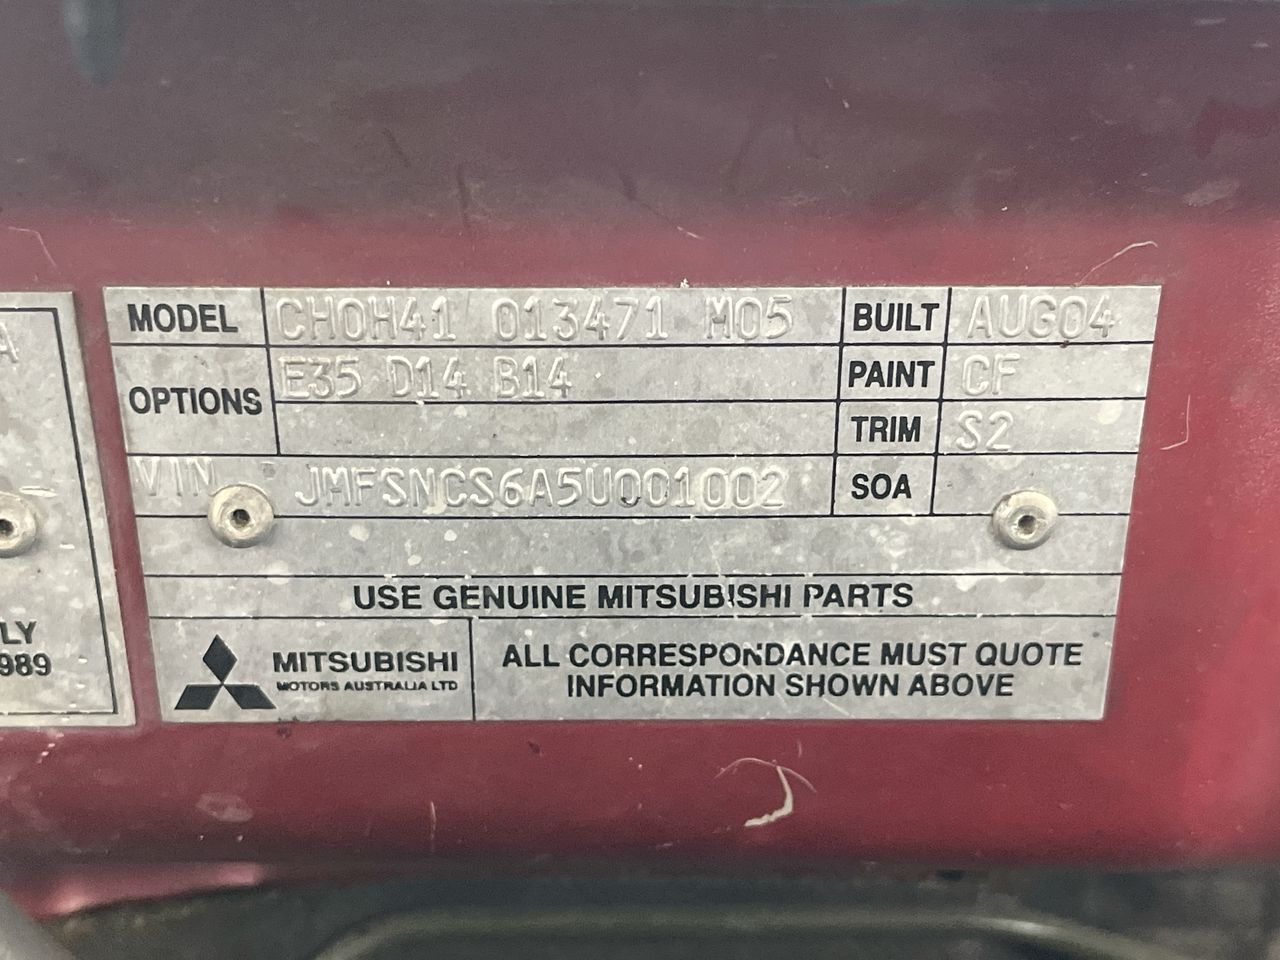 A
LY
989
MODEL CH0H41 013471 M05 BUILT AUG04
OPTIONS E35 D14 B14 PAINT CF
TRIM S2
VIN JMFSNCS6A5U001002 SOA
USE GENUINE MITSUBISHI PARTS
MITSUBISHI
MOTORS AUSTRALIA LTD
ALL CORRESPONDANCE MUST QUOTE
INFORMATION SHOWN ABOVE